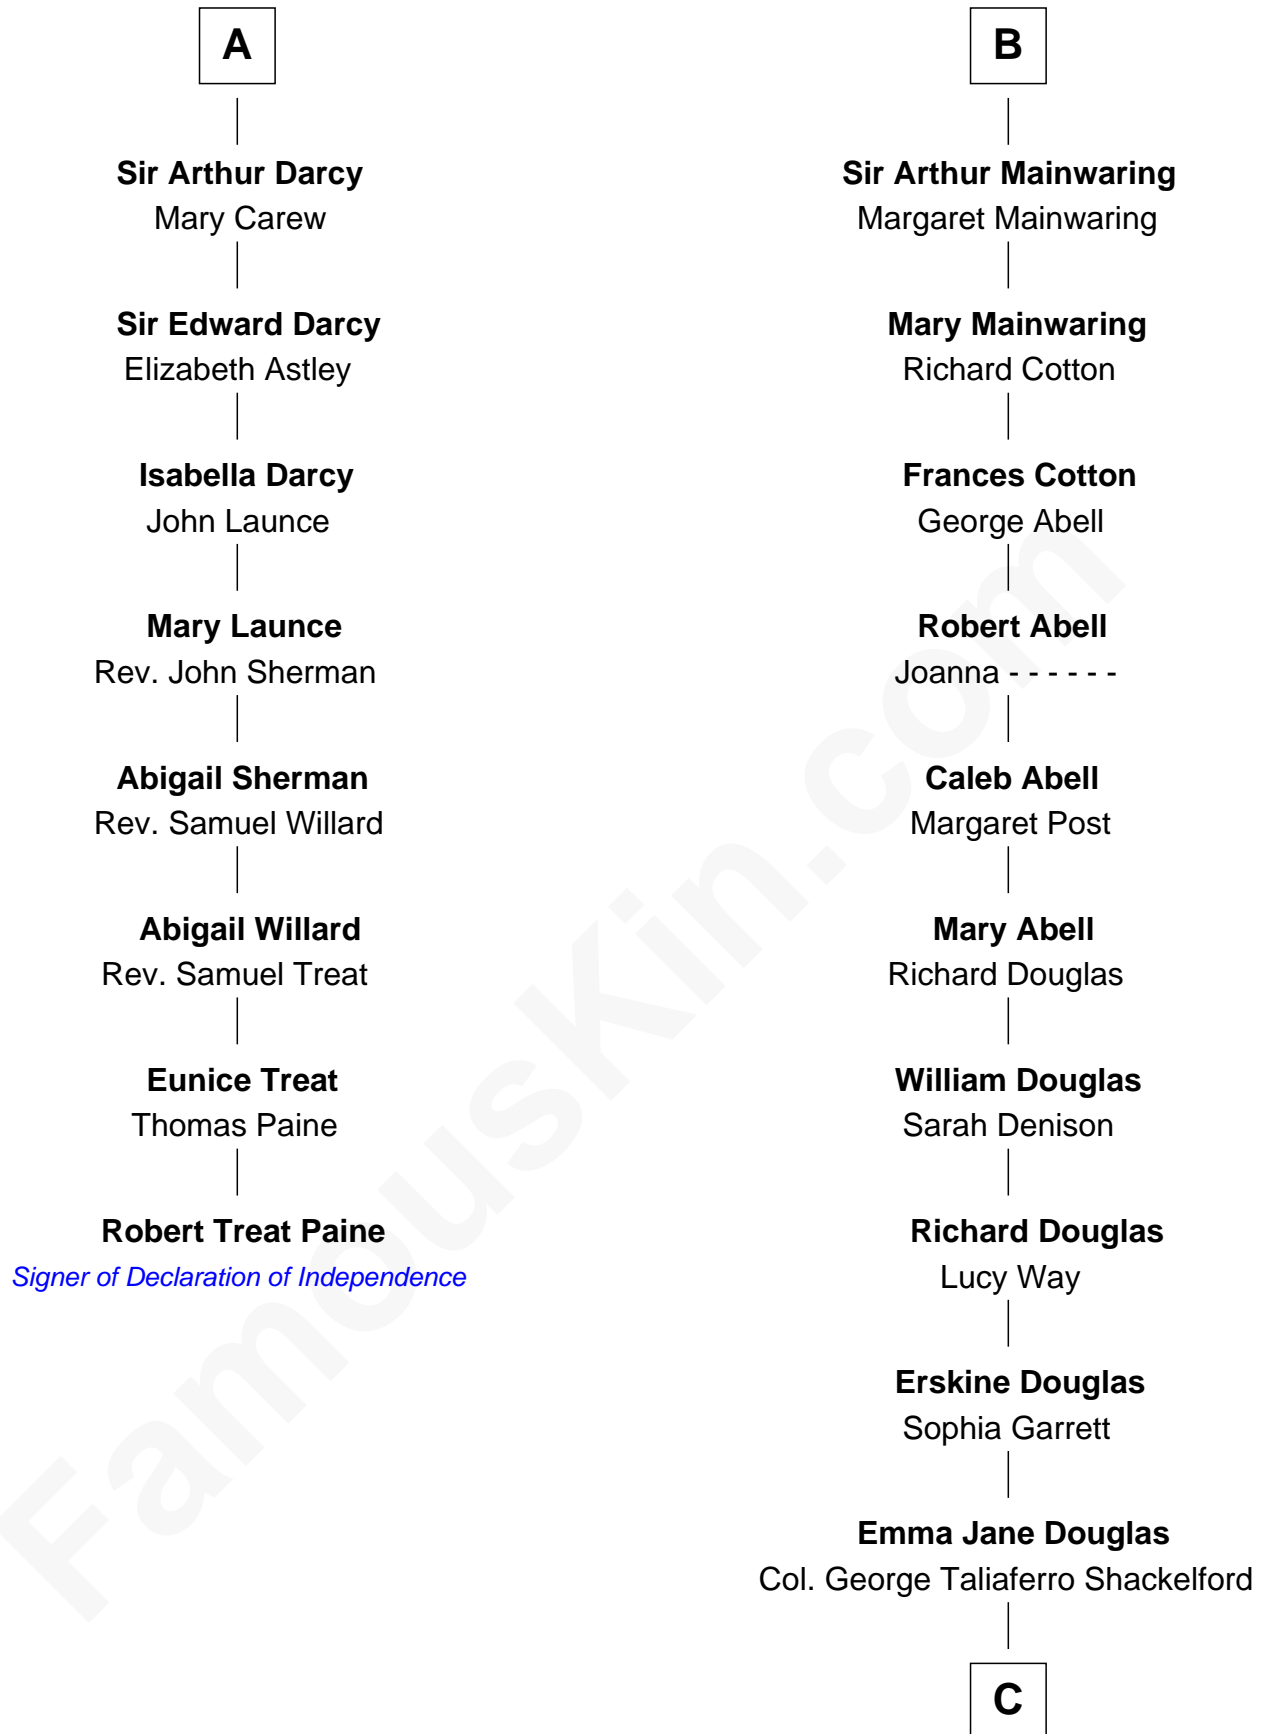 A
Sir Arthur Darcy
Mary Carew
Sir Edward Darcy
Elizabeth Astley
Isabella Darcy
John Launce
Mary Launce
Rev. John Sherman
Abigail Sherman
Rev. Samuel Willard
Abigail Willard
Rev. Samuel Treat
Eunice Treat
Thomas Paine
Robert Treat Paine
Signer of Declaration of Independence
B
Sir Arthur Mainwaring
Margaret Mainwaring
Mary Mainwaring
Richard Cotton
Frances Cotton
George Abell
Robert Abell
Joanna - - - - - -
Caleb Abell
Margaret Post
Mary Abell
Richard Douglas
William Douglas
Sarah Denison
Richard Douglas
Lucy Way
Erskine Douglas
Sophia Garrett
Emma Jane Douglas
Col. George Taliaferro Shackelford
C
FamousKin.com